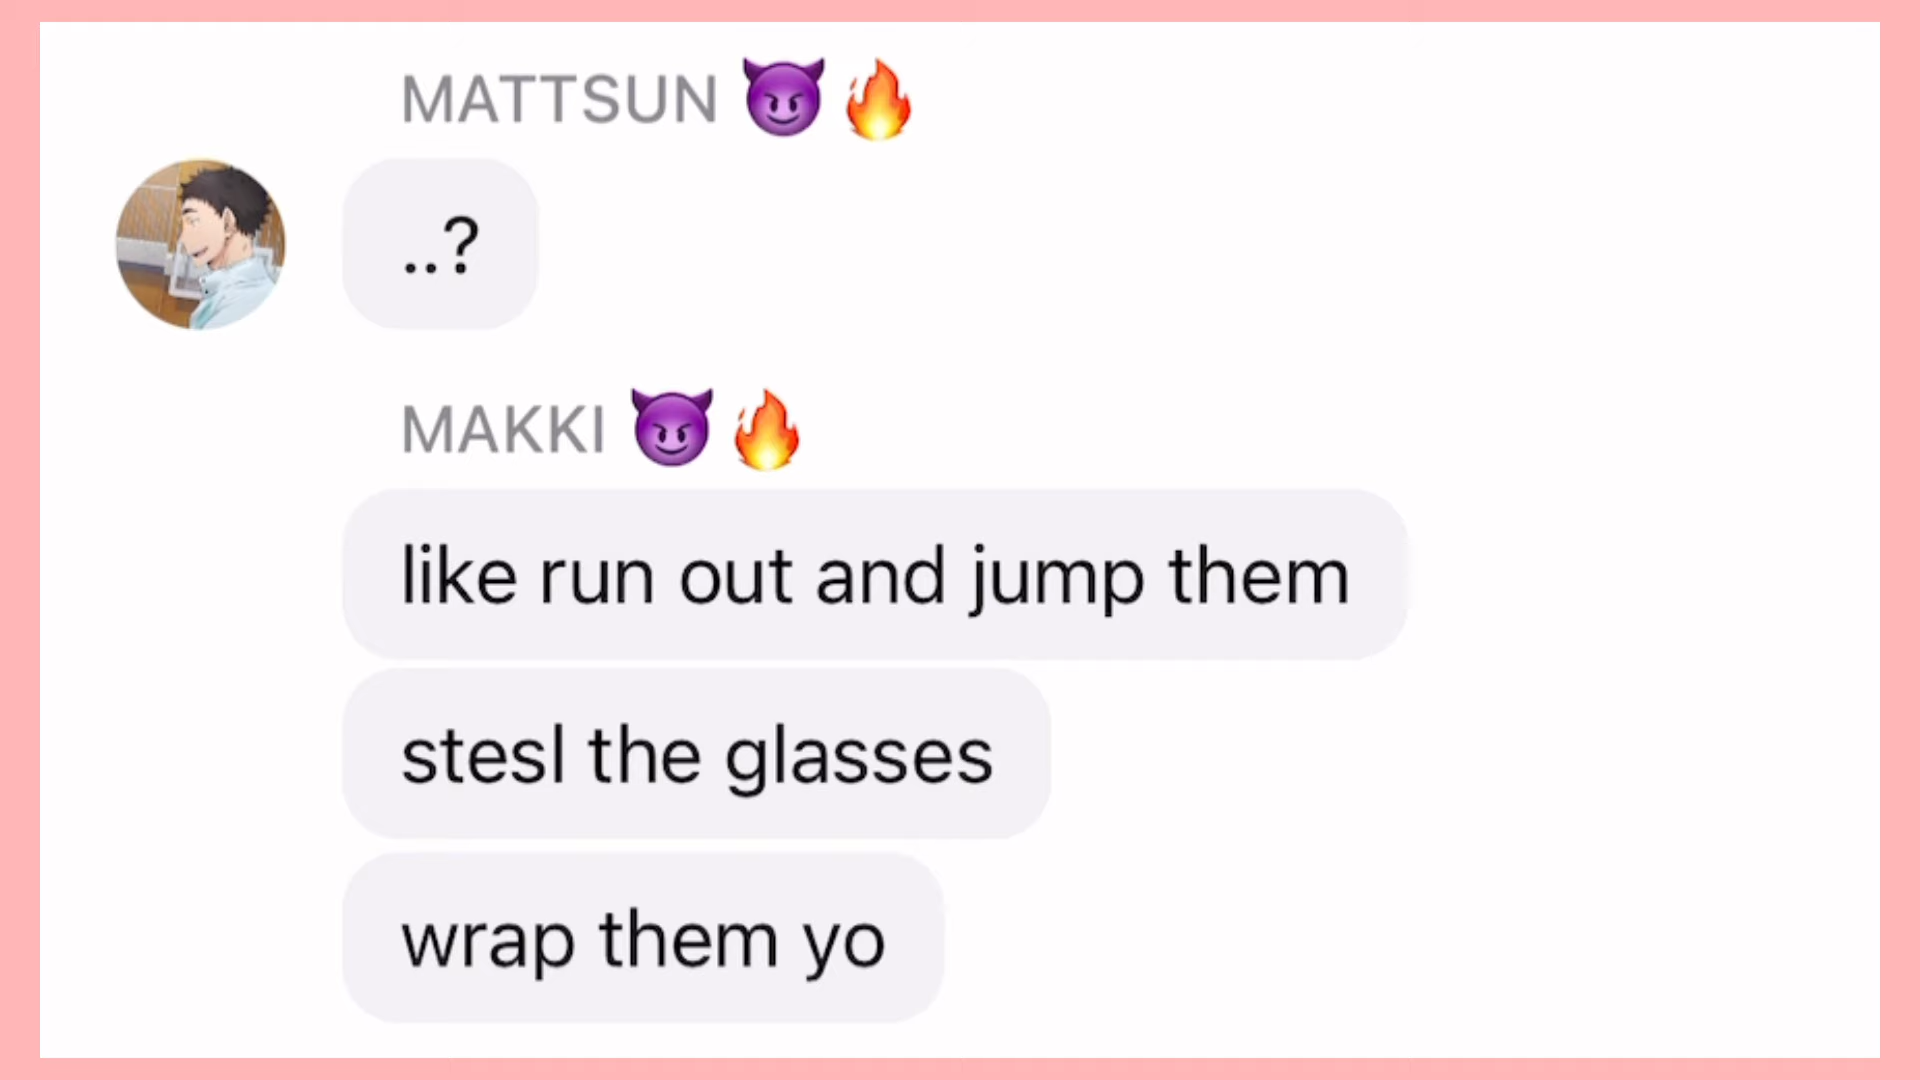 MATTSUN 😈🔥
..?
MAKKI 😈🔥
like run out and jump them
stesl the glasses
wrap them yo